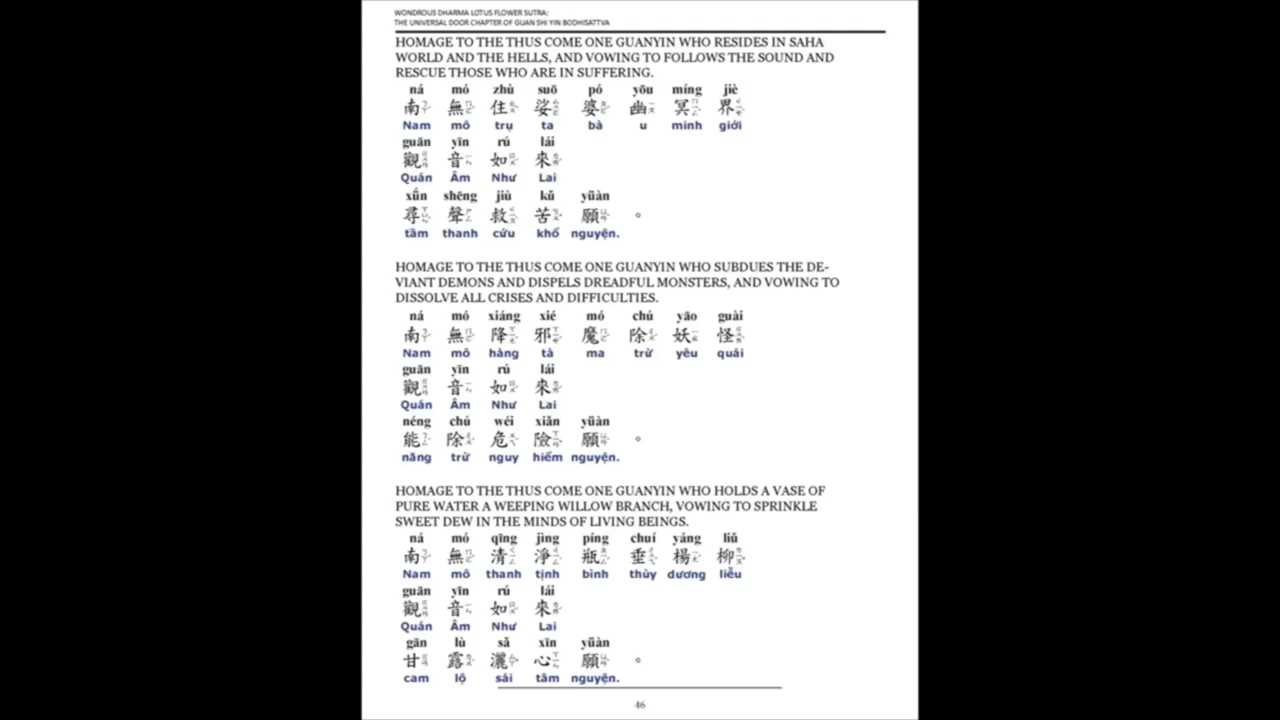 WONDROUS DHARMA LOTUS FLOWER SUTRA:
THE UNIVERSAL DOOR CHAPTER OF GUAN SHI YIN BODHISATTVA
HOMAGE TO THE THUS COME ONE GUANYIN WHO RESIDES IN SAHA
WORLD AND THE HELLS, AND VOWING TO FOLLOWS THE SOUND AND
RESCUE THOSE WHO ARE IN SUFFERING.
ná mó zhù suō pó yōu míng jiè
南 無 住 娑 婆 幽 冥 界
Nam mô trụ ta bà u minh giới
guān yīn rú lái
觀 音 如 來
Quán Âm Như Lai
xǘn shēng jiù kǔ yüàn
尋 聲 救 苦 願 。
tầm thanh cứu khổ nguyện.
HOMAGE TO THE THUS COME ONE GUANYIN WHO SUBDUES THE DE-
VIANT DEMONS AND DISPELS DREADFUL MONSTERS, AND VOWING TO
DISSOLVE ALL CRISES AND DIFFICULTIES.
ná mó xiáng xié mó chú yāo guài
南 無 降 邪 魔 除 妖 怪
Nam mô hàng tà ma trừ yêu quái
guān yīn rú lái
觀 音 如 來
Quán Âm Như Lai
néng chú wéi xiǎn yüàn
能 除 危 險 願 。
năng trừ nguy hiểm nguyện.
HOMAGE TO THE THUS COME ONE GUANYIN WHO HOLDS A VASE OF
PURE WATER A WEEPING WILLOW BRANCH, VOWING TO SPRINKLE
SWEET DEW IN THE MINDS OF LIVING BEINGS.
ná mó qīng jìng píng chuí yáng liǔ
南 無 清 淨 瓶 垂 楊 柳
Nam mô thanh tịnh bình thùy dương liễu
guān yīn rú lái
觀 音 如 來
Quán Âm Như Lai
gān lù sǎ xīn yüàn
甘 露 灑 心 願 。
cam lộ sái tâm nguyện.
46